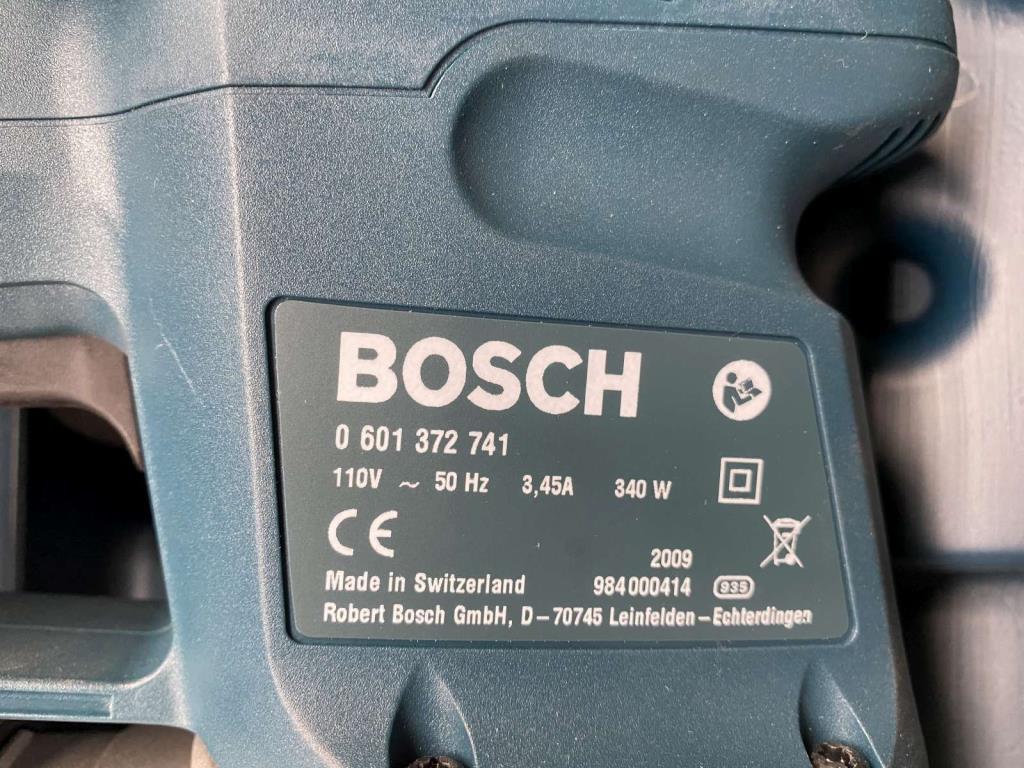 BOSCH
0 601 372 741
110V ~ 50 Hz 3,45A 340 W
CE
2009
Made in Switzerland 984000414 935
Robert Bosch GmbH, D-70745 Leinfelden-Echterdingen